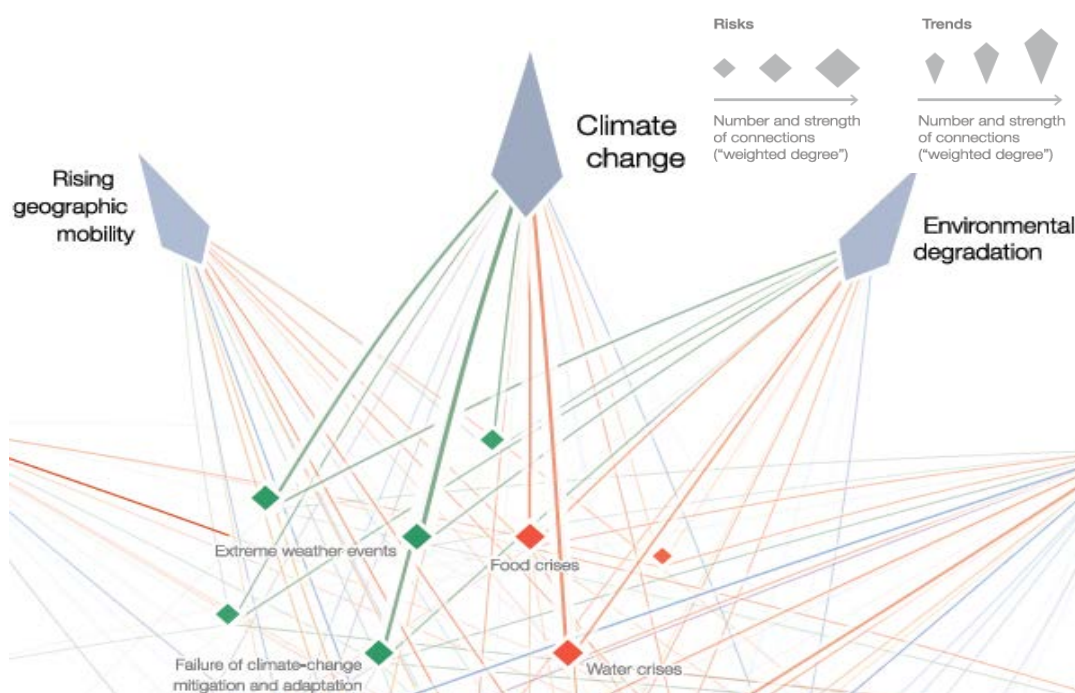 Risks
Number and strength
of connections
("weighted degree")
Trends
Number and strength
of connections
("weighted degree")
Climate
change
Rising
geographic
mobility
Environmental
degradation
Extreme weather events
Food crises
Failure of climate-change
mitigation and adaptation
Water crises